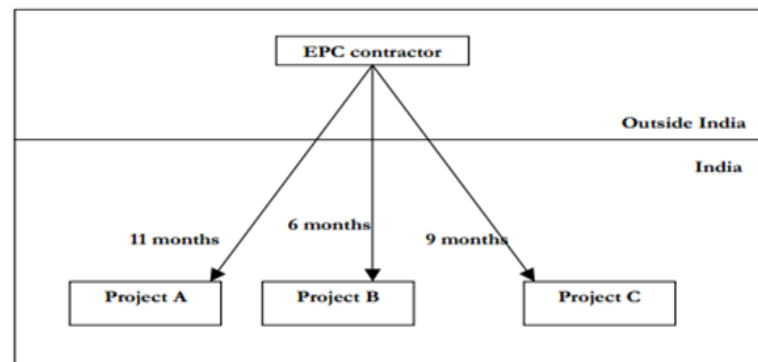 EPC contractor
Outside India
India
6 months
11 months
9 months
Project A
Project B
Project C